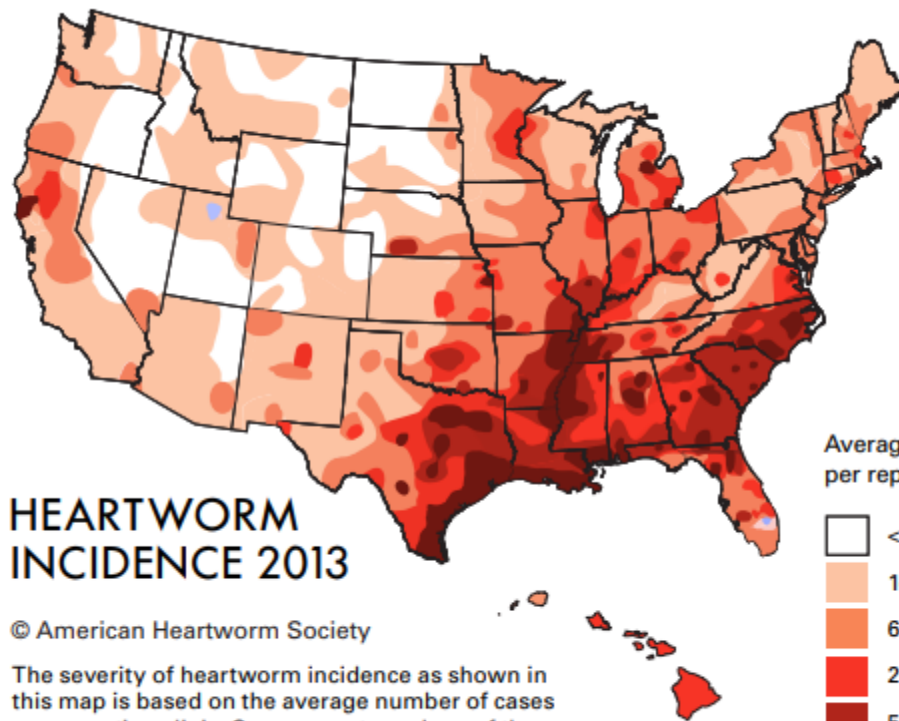 HEARTWORM
INCIDENCE 2013
© American Heartworm Society
The severity of heartworm incidence as shown in
this map is based on the average number of cases
Averag
per rep
<
1
6
2
5